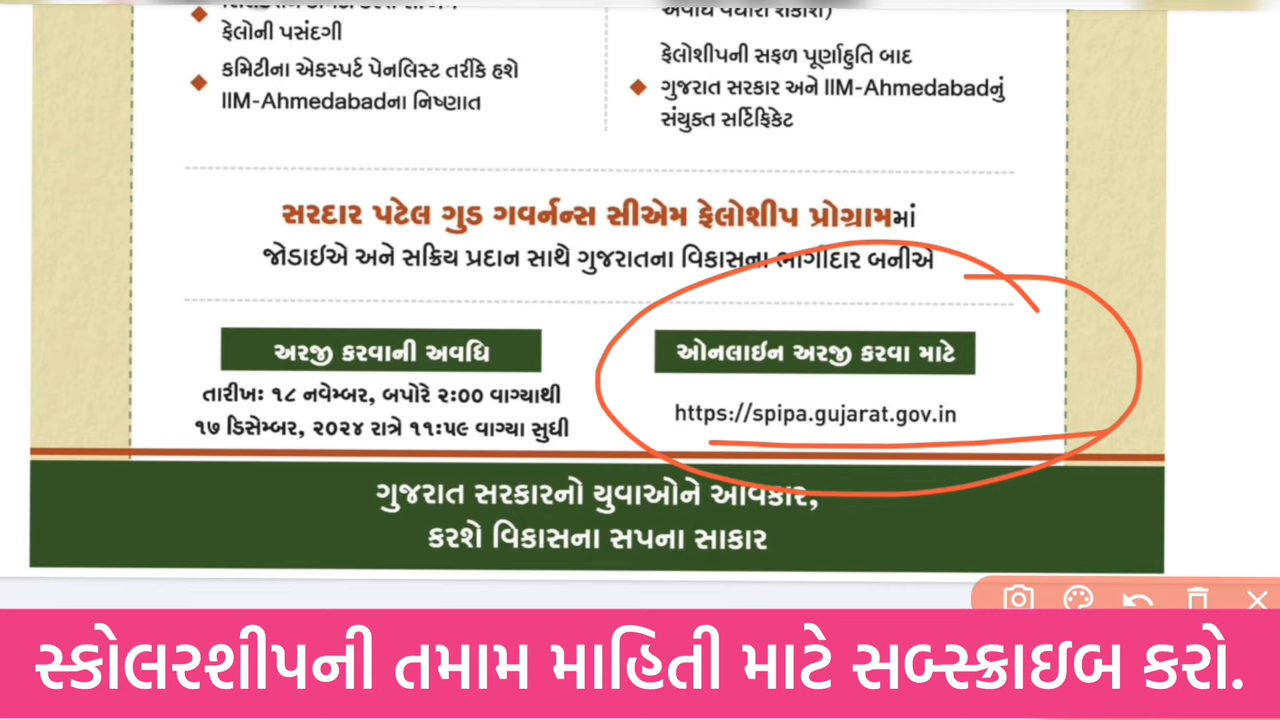 ફેલોની પસંદગી
કમિટીના એક્સપર્ટ પેનલિસ્ટ તરીકે હશે
IIM-Ahmedabadના નિષ્ણાત
ફેલોશીપની સફળ પૂર્ણાહુતિ બાદ
ગુજરાત સરકાર અને IIM-Ahmedabadનું
સંયુક્ત સર્ટિફિકેટ
સરદાર પટેલ ગુડ ગવર્નન્સ સીએમ ફેલોશીપ પ્રોગ્રામમાં
જોડાઈએ અને સક્રિય પ્રદાન સાથે ગુજરાતના વિકાસના ભાગીદાર બનીએ
અરજી કરવાની અવધિ
તારીખઃ ૧૮ નવેમ્બર, બપોરે ૨:૦૦ વાગ્યાથી
૧૭ ડિસેમ્બર, ૨૦૨૪ રાત્રે ૧૧:૫૯ વાગ્યા સુધી
ઓનલાઈન અરજી કરવા માટે
https://spipa.gujarat.gov.in
ગુજરાત સરકારનો યુવાઓને આવકાર,
કરશે વિકાસના સપના સાકાર
સ્કોલરશીપની તમામ માહિતી માટે સબ્સ્ક્રાઇબ કરો.